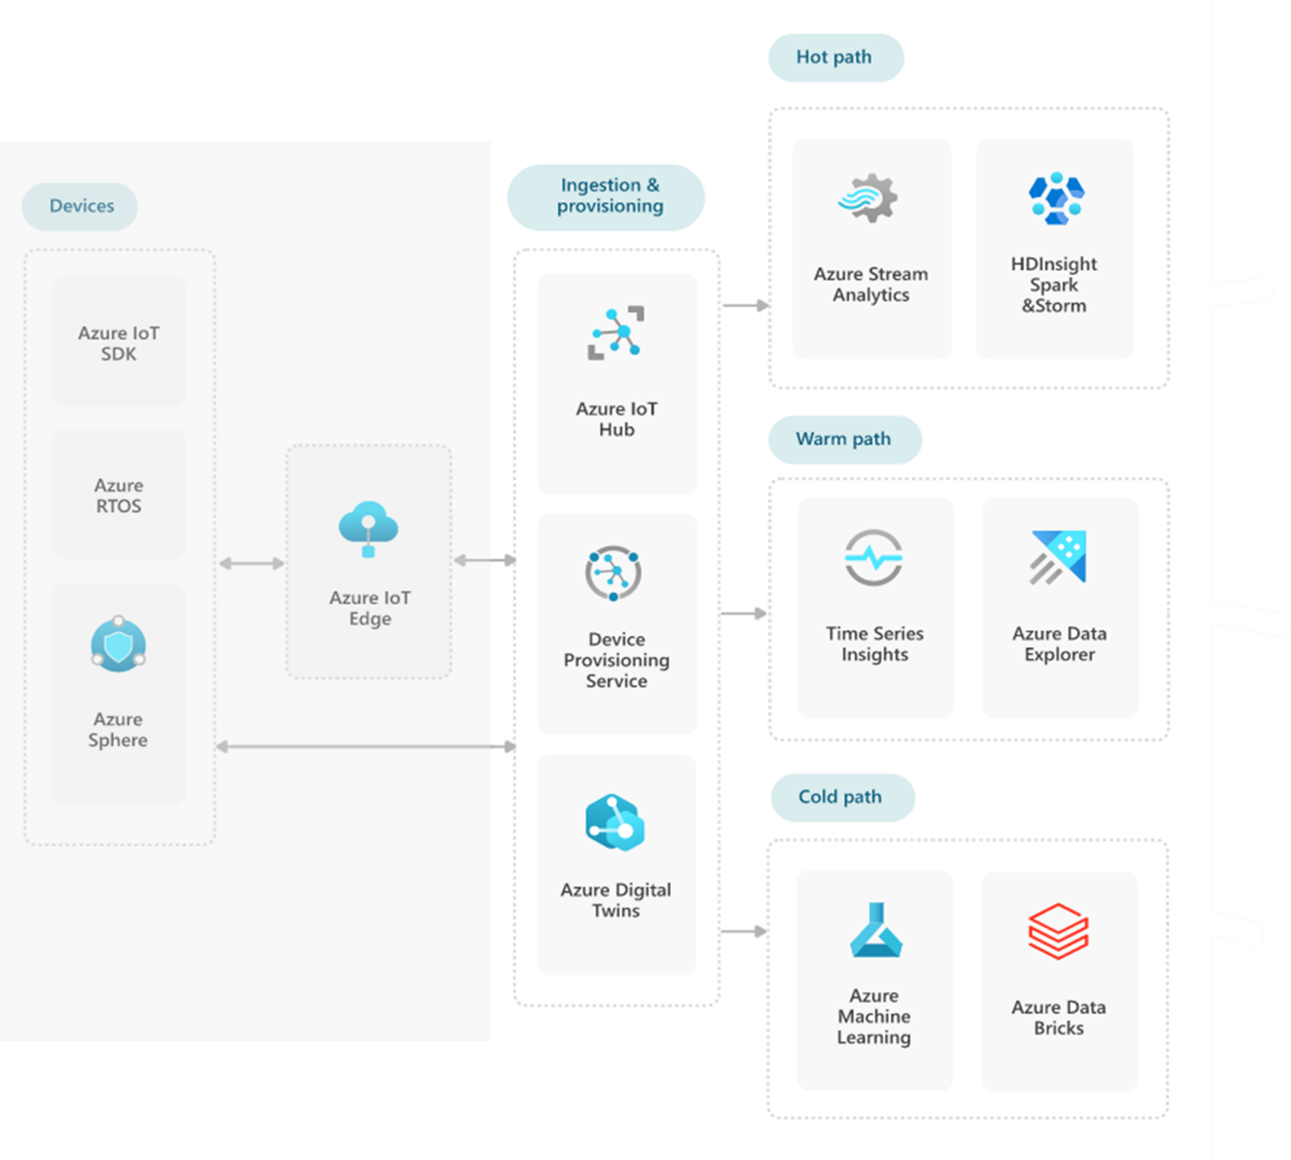 Devices
Azure IoT
SDK
Azure
RTOS
Azure
Sphere
Azure IoT
Edge
Ingestion &
provisioning
Azure IoT
Hub
Device
Provisioning
Service
Azure Digital
Twins
Hot path
Azure Stream
Analytics
HDInsight
Spark
&Storm
Warm path
Time Series
Insights
Azure Data
Explorer
Cold path
Azure
Machine
Learning
Azure Data
Bricks